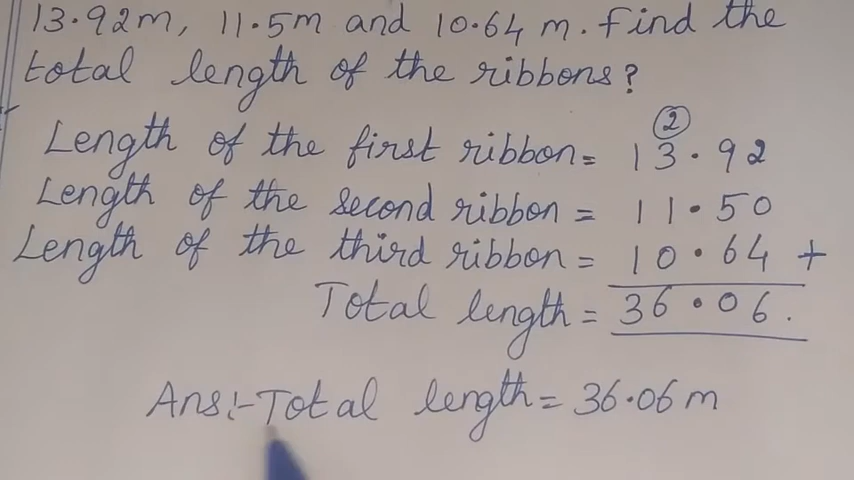 13.92m, 11.5m and 10.64 m. Find the
total length of the ribbons?
②
Length of the first ribbon = 13.92
Length of the second ribbon = 11.50
Length of the third ribbon = 10.64 +
Total length = 36.06.
Ans:- Total length = 36.06 m